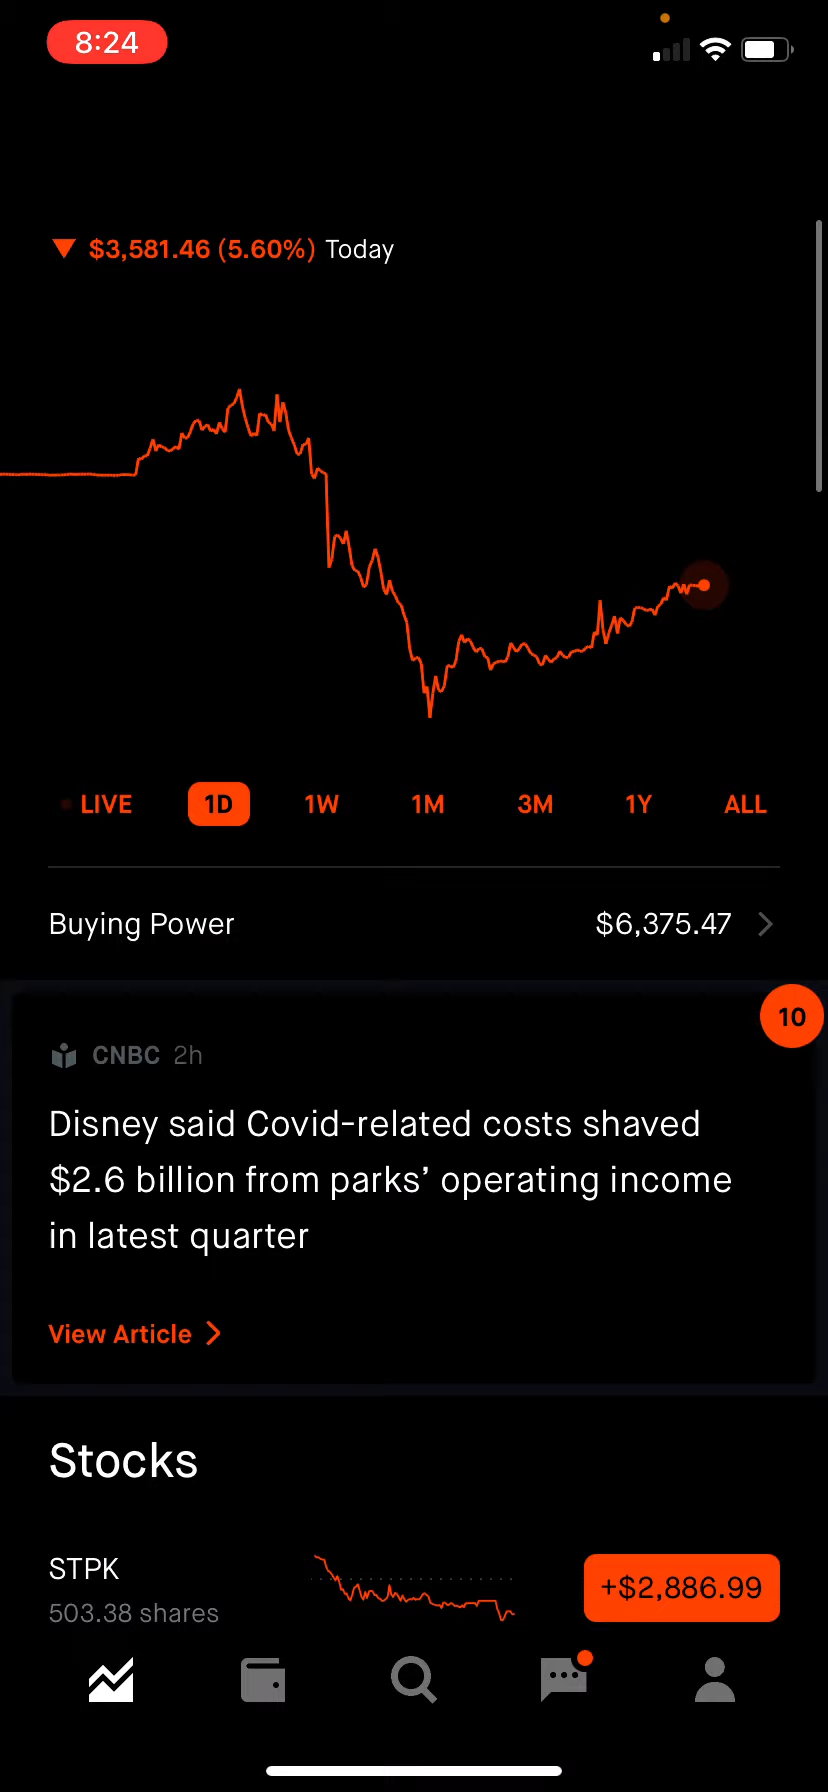 8:24
$3,581.46 (5.60%) Today
LIVE 1D 1W 1M 3M 1Y ALL
Buying Power $6,375.47
10
CNBC 2h
Disney said Covid-related costs shaved
$2.6 billion from parks’ operating income
in latest quarter
View Article
Stocks
STPK
+$2,886.99
503.38 shares